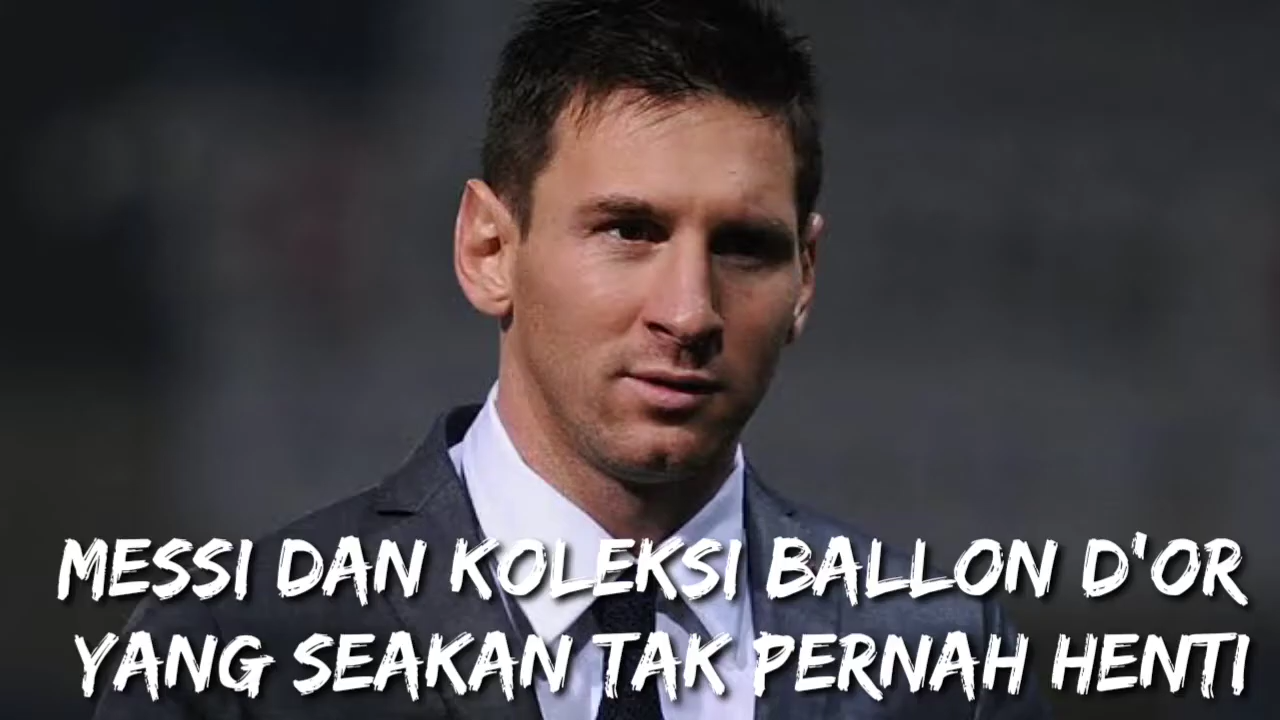 MESSI DAN KOLEKSI BALLON D'OR
YANG SEAKAN TAK PERNAH HENTI